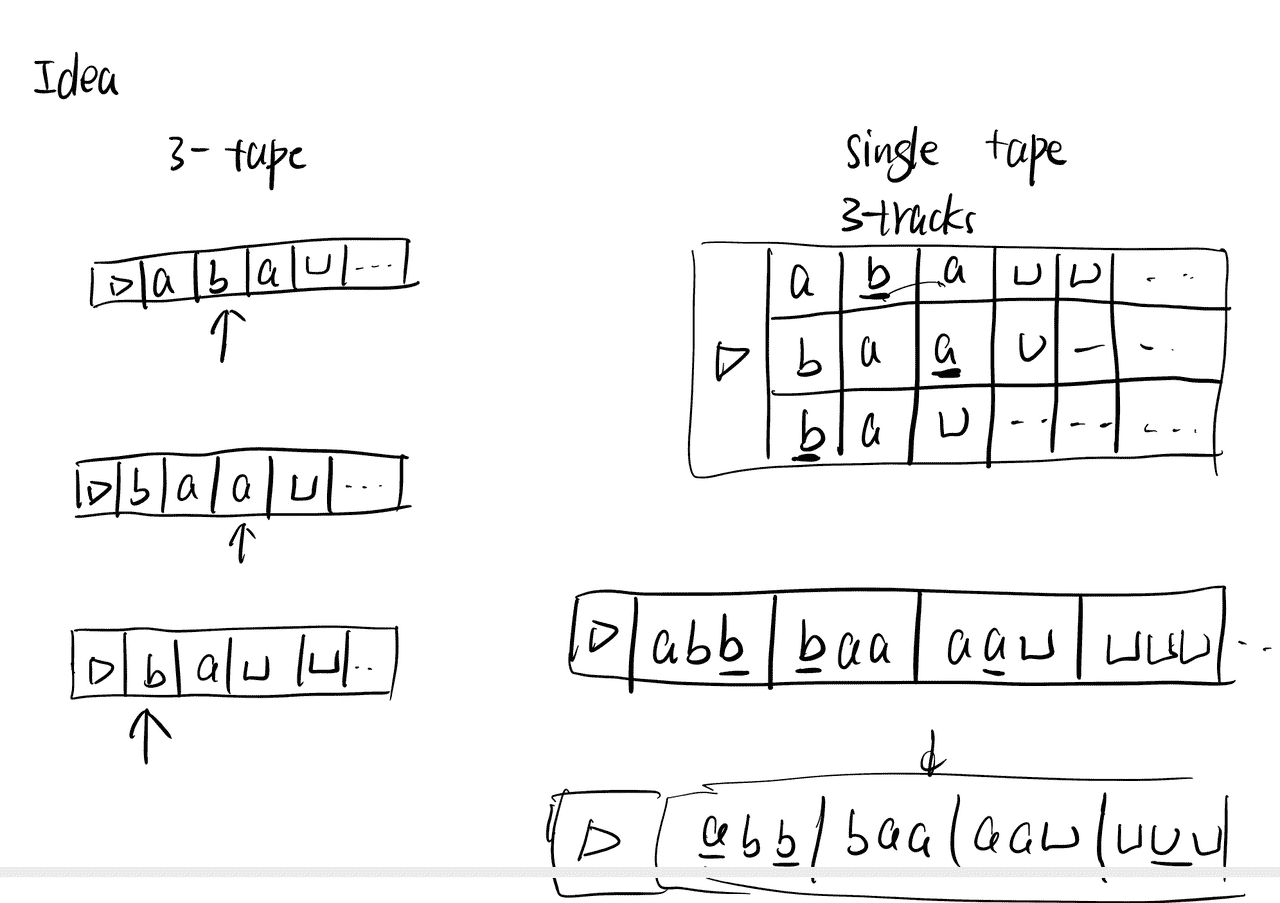 Idea
3- tape
▷ a b a ⊔ ...
▷ b a a ⊔ ...
▷ b a ⊔ ⊔ ..
single tape
3-tracks
a b a ⊔ ⊔ ...
▷ b a a ⊔ – ..
b a ⊔ ... -- ...
▷ abb baa aa⊔ ⊔⊔⊔ ...
▷ abb baa aa⊔ ⊔⊔⊔